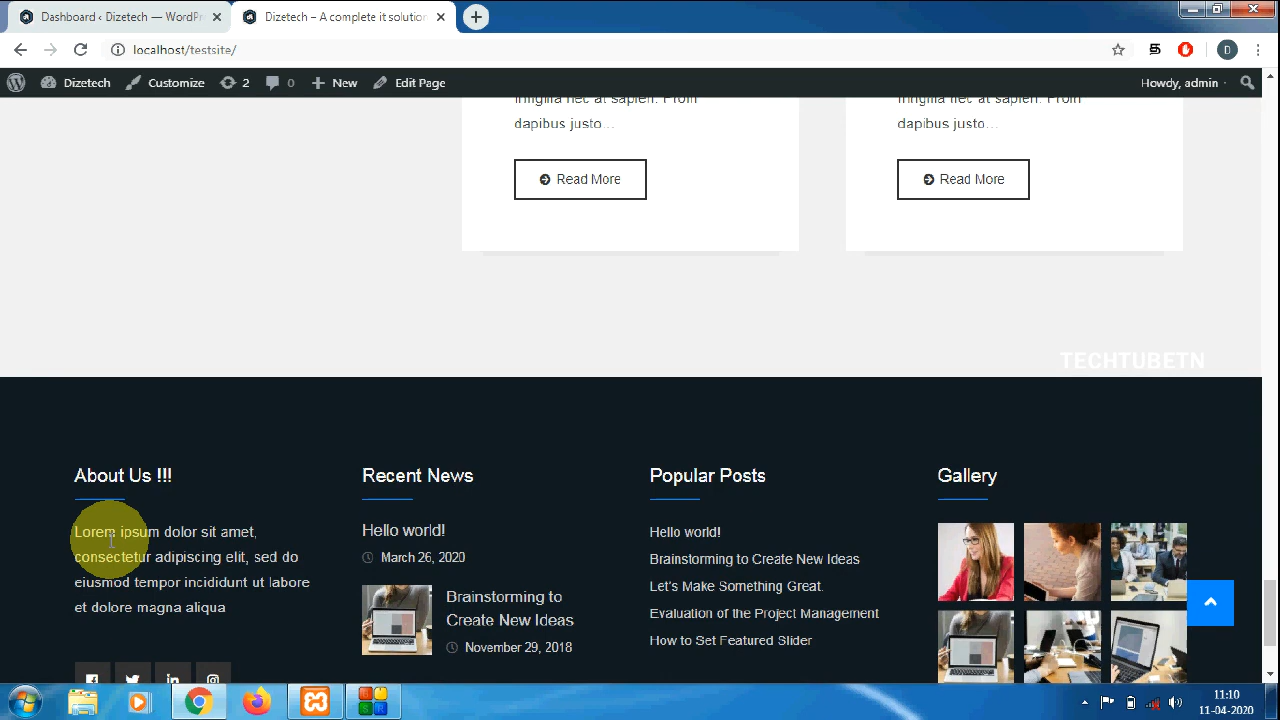 Dashboard ‹ Dizetech — WordPr
Dizetech – A complete it solution
localhost/testsite/
D
Dizetech
Customize
2
0
New
Edit Page
Howdy, admin
fringilla nec at sapien. Proin
dapibus justo…
Read More
fringilla nec at sapien. Proin
dapibus justo…
Read More
TECHTUBETN
About Us !!!
Lorem ipsum dolor sit amet,
consectetur adipiscing elit, sed do
eiusmod tempor incididunt ut labore
et dolore magna aliqua
Recent News
Hello world!
March 26, 2020
Brainstorming to
Create New Ideas
November 29, 2018
Popular Posts
Hello world!
Brainstorming to Create New Ideas
Let's Make Something Great.
Evaluation of the Project Management
How to Set Featured Slider
Gallery
11:10
11-04-2020